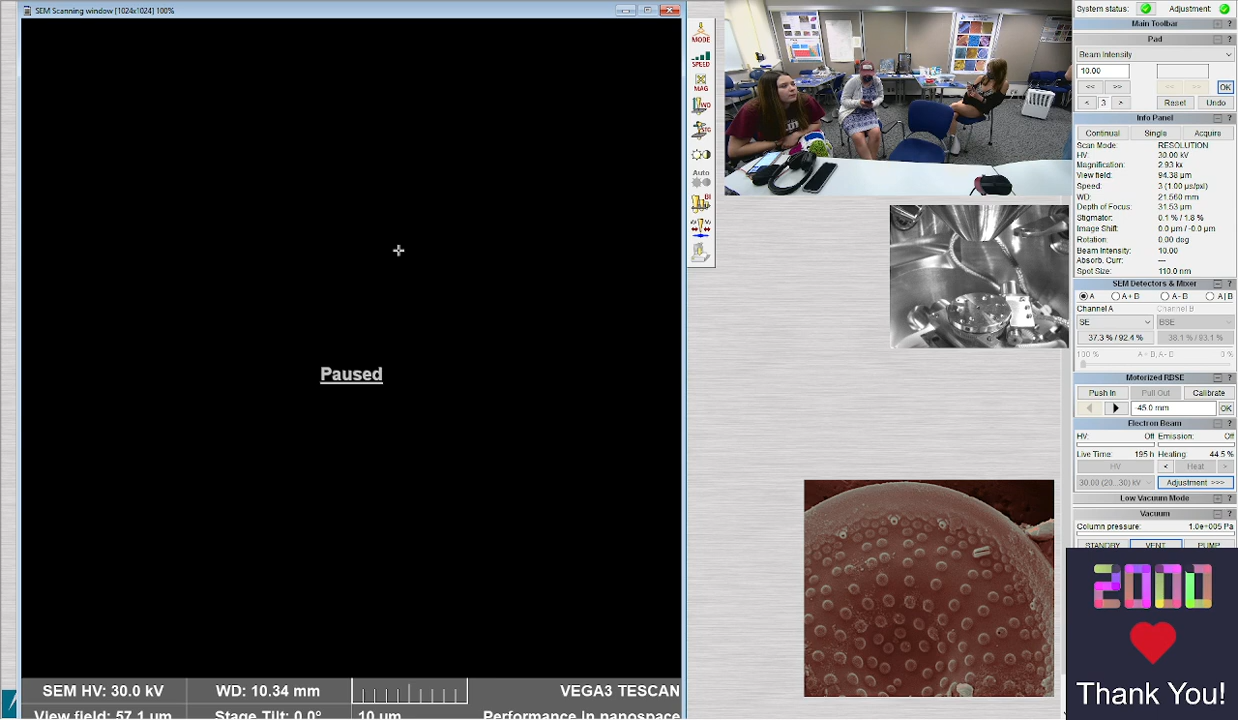 SEM Scanning window [1024x1024] 100%
Paused
SEM HV: 30.0 kV
WD: 10.34 mm
VEGA3 TESCAN
View field: 57.1 µm
Stage Tilt: 0.0°
10 µm
Performance in nanospace
MODE
SPEED
MAG
WD
STG
Auto
System status:
Adjustment:
Main Toolbar
Pad
Beam Intensity
10.00
<< >>
<< >> OK
< 3 > Reset Undo
Info Panel
Continual Single Acquire
Scan Mode: RESOLUTION
HV: 30.00 kV
Magnification: 2.93 kx
View field: 94.38 µm
Speed: 3 (1.00 µs/pxl)
WD: 21.560 mm
Depth of Focus: 31.53 µm
Stigmator: 0.1 % / 1.8 %
Image Shift: 0.0 µm / -0.0 µm
Rotation: 0.00 deg
Beam Intensity: 10.00
Absorb. Curr: ---
Spot Size: 110.0 nm
SEM Detectors & Mixer
A A+B A-B A|B
Channel A Channel B
SE BSE
37.3 % / 92.4 % 38.1 % / 93.1 %
100 % A+B, A-B 0 %
Motorized RBSE
Push In Pull Out Calibrate
-45.0 mm OK
Electron Beam
HV: Off Emission: Off
Live Time: 195 h Heating: 44.5 %
HV < Heat >
30.00 (20...30) kV Adjustment >>>
Low Vacuum Mode
Vacuum
Column pressure: 1.0e+005 Pa
STANDBY VENT PUMP
2000
Thank You!